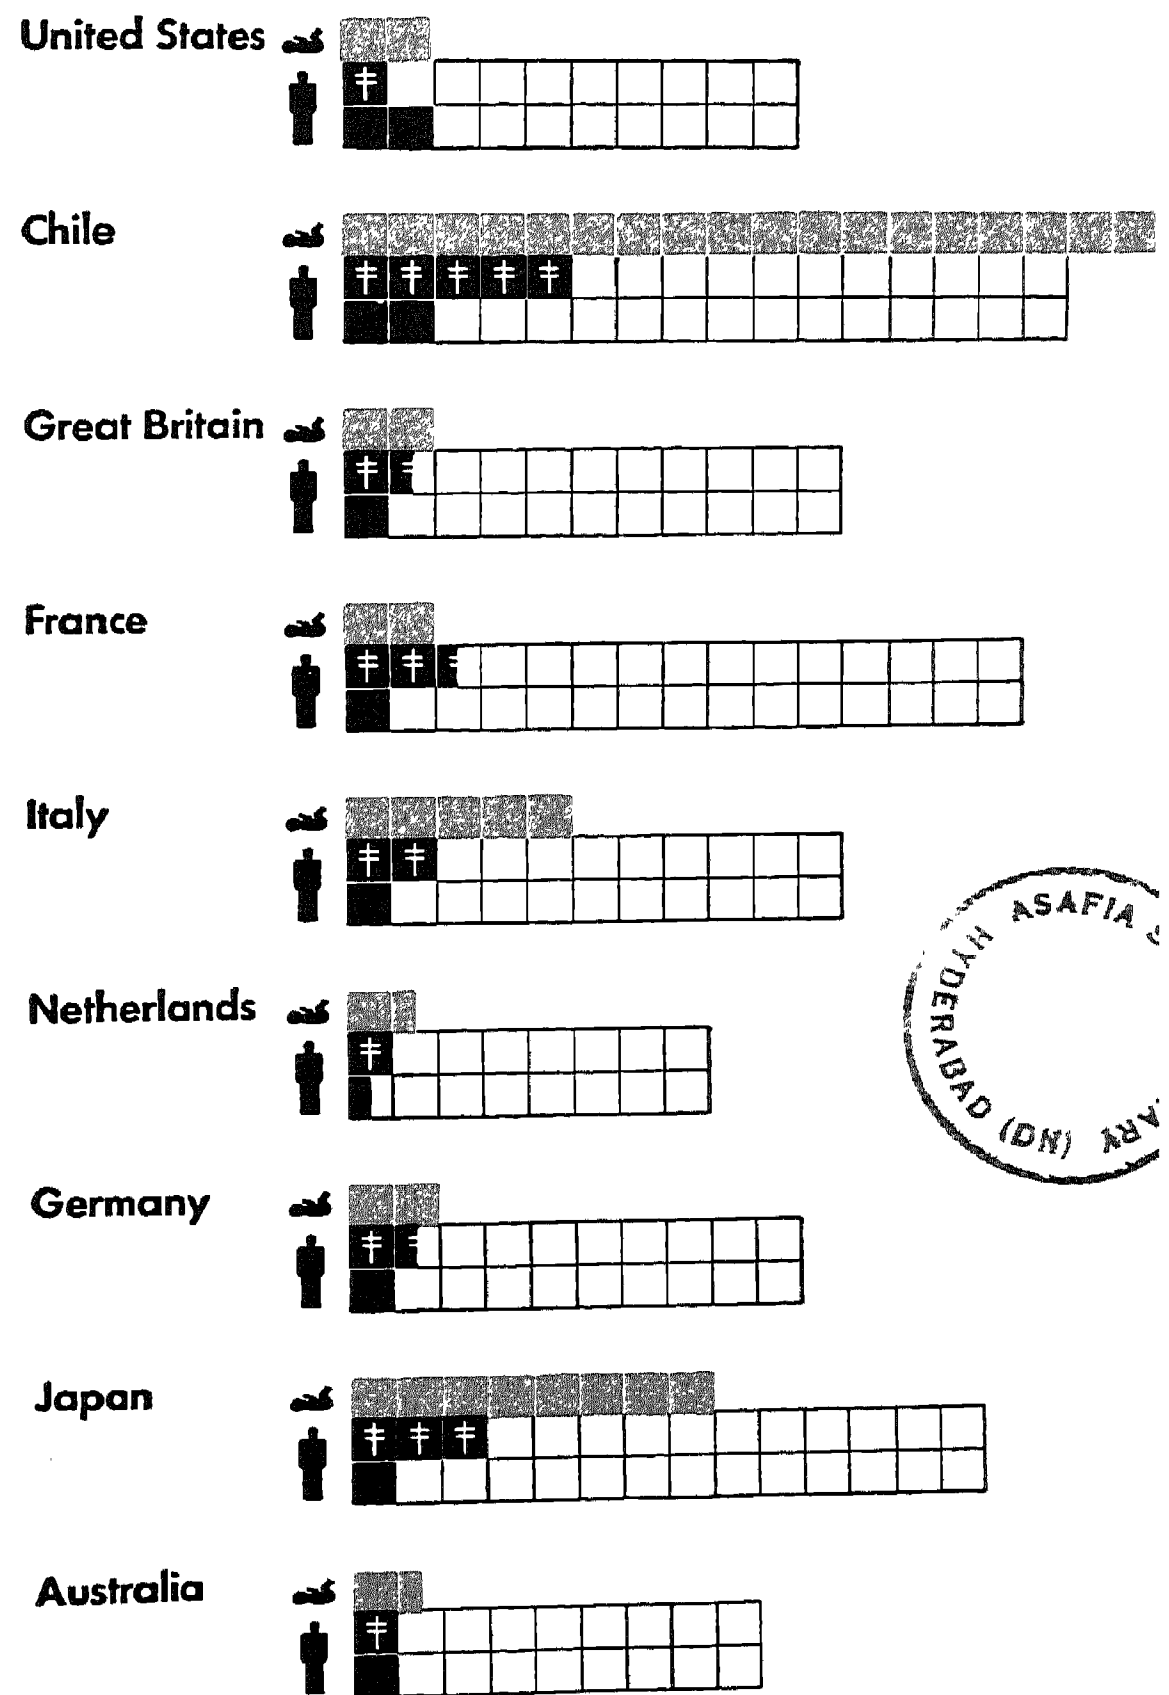 United States
Chile
Great Britain
France
Italy
Netherlands
Germany
Japan
Australia
ASAFIA
HYDERABAD (DN)